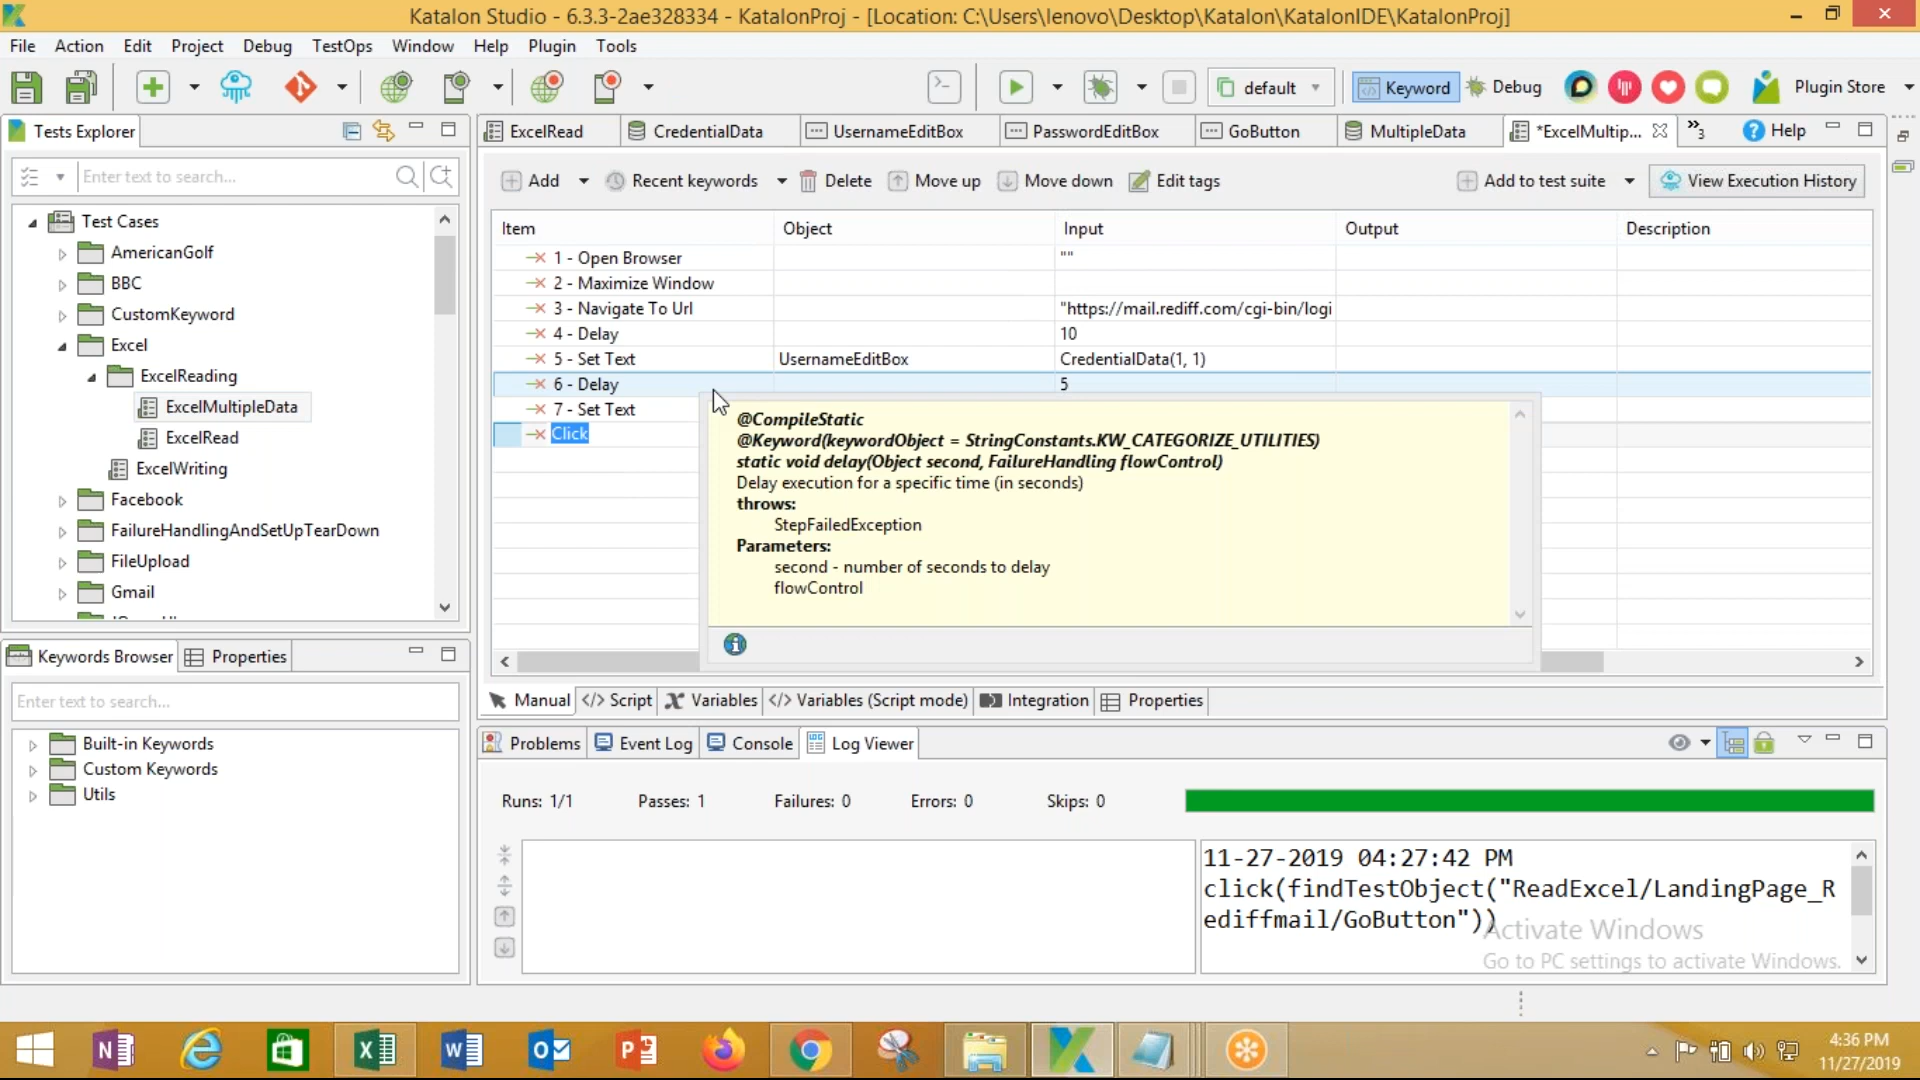 Katalon Studio - 6.3.3-2ae328334 - KatalonProj - [Location: C:\Users\lenovo\Desktop\Katalon\KatalonIDE\KatalonProj]
File Action Edit Project Debug TestOps Window Help Plugin Tools
default Keyword Debug Plugin Store
Tests Explorer
ExcelRead CredentialData UsernameEditBox PasswordEditBox GoButton MultipleData *ExcelMultip... »3 Help
Enter text to search...
Add Recent keywords Delete Move up Move down Edit tags Add to test suite View Execution History
Test Cases
AmericanGolf
BBC
CustomKeyword
Excel
ExcelReading
ExcelMultipleData
ExcelRead
ExcelWriting
Facebook
FailureHandlingAndSetUpTearDown
FileUpload
Gmail
Item Object Input Output Description
1 - Open Browser ""
2 - Maximize Window
3 - Navigate To Url "https://mail.rediff.com/cgi-bin/logi
4 - Delay 10
5 - Set Text UsernameEditBox CredentialData(1, 1)
6 - Delay 5
7 - Set Text
Click
@CompileStatic
@Keyword(keywordObject = StringConstants.KW_CATEGORIZE_UTILITIES)
static void delay(Object second, FailureHandling flowControl)
Delay execution for a specific time (in seconds)
throws:
StepFailedException
Parameters:
second - number of seconds to delay
flowControl
Manual Script Variables Variables (Script mode) Integration Properties
Keywords Browser Properties
Enter text to search...
Built-in Keywords
Custom Keywords
Utils
Problems Event Log Console Log Viewer
Runs: 1/1 Passes: 1 Failures: 0 Errors: 0 Skips: 0
11-27-2019 04:27:42 PM
click(findTestObject("ReadExcel/LandingPage_R
ediffmail/GoButton"))
Activate Windows
Go to PC settings to activate Windows.
4:36 PM
11/27/2019